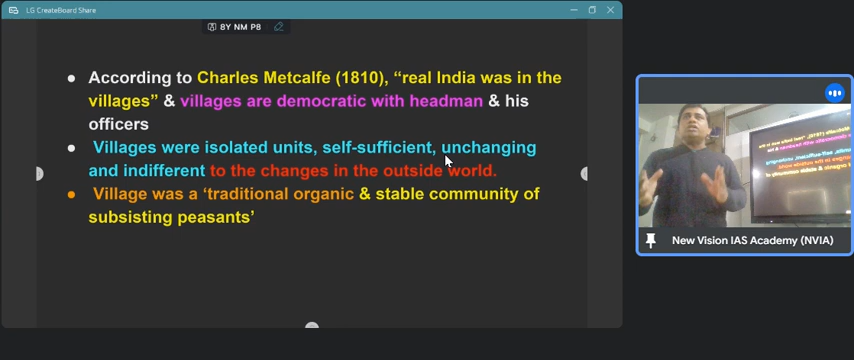 LG CreateBoard Share
8Y NM P8
● According to Charles Metcalfe (1810), “real India was in the
villages” & villages are democratic with headman & his
officers
● Villages were isolated units, self-sufficient, unchanging
and indifferent to the changes in the outside world.
● Village was a ‘traditional organic & stable community of
subsisting peasants’
New Vision IAS Academy (NVIA)